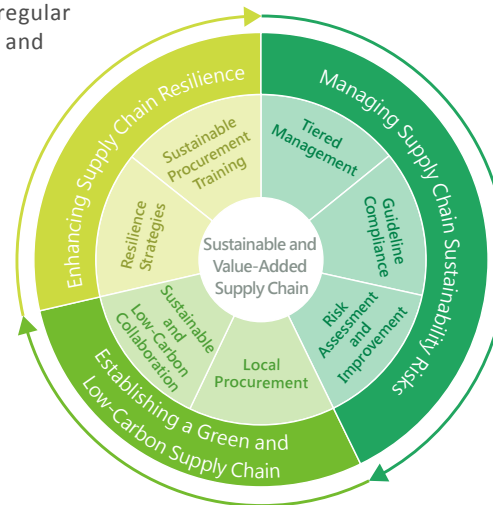 regular
and
Enhancing Supply Chain Resilience
Managing Supply Chain Sustainability Risks
Establishing a Green and
Low-Carbon Supply Chain
Sustainable
Procurement
Training
Tiered
Management
Guideline
Compliance
Risk
Assessment
and
Improvement
Local
Procurement
Sustainable
and
Low-Carbon
Collaboration
Resilience
Strategies
Sustainable and
Value-Added
Supply Chain